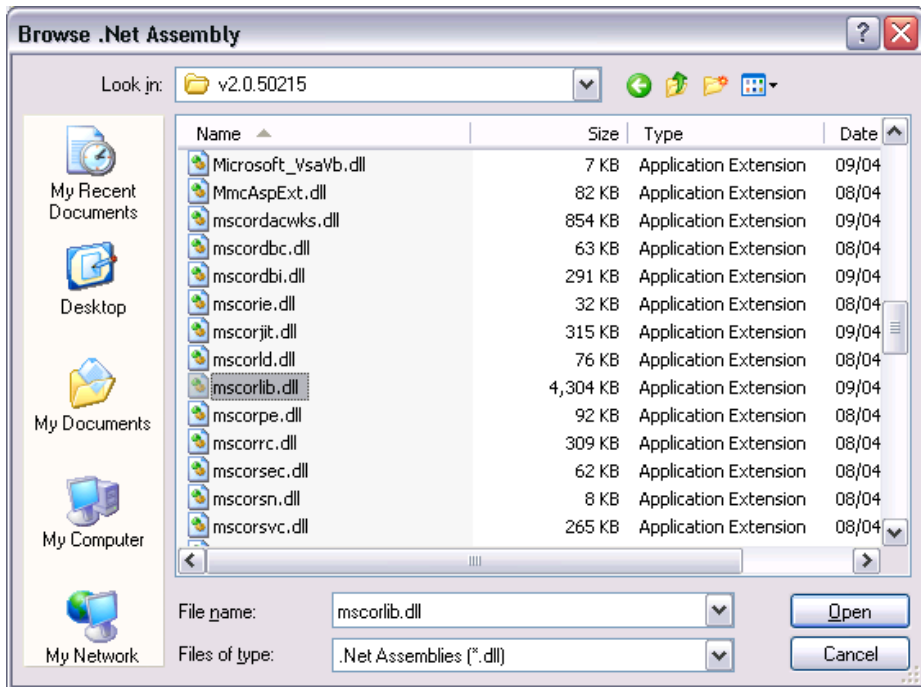 Browse .Net Assembly
Look in: v2.0.50215
Name Size Type Date
Microsoft_VsaVb.dll 7 KB Application Extension 09/04
MmcAspExt.dll 82 KB Application Extension 08/04
mscordacwks.dll 854 KB Application Extension 09/04
mscordbc.dll 63 KB Application Extension 08/04
mscordbi.dll 291 KB Application Extension 09/04
mscorie.dll 32 KB Application Extension 08/04
mscorjit.dll 315 KB Application Extension 09/04
mscorld.dll 76 KB Application Extension 08/04
mscorlib.dll 4,304 KB Application Extension 09/04
mscorpe.dll 92 KB Application Extension 08/04
mscorrc.dll 309 KB Application Extension 08/04
mscorsec.dll 62 KB Application Extension 08/04
mscorsn.dll 8 KB Application Extension 08/04
mscorsvc.dll 265 KB Application Extension 08/04
My Recent
Documents
Desktop
My Documents
My Computer
My Network
File name: mscorlib.dll Open
Files of type: .Net Assemblies (*.dll) Cancel